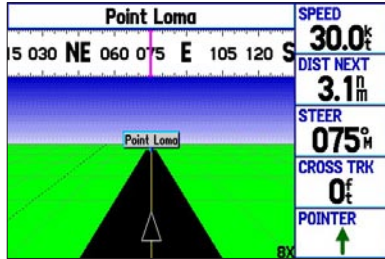 Point Loma
15 030 NE 060 075 E 105 120 S
Point Loma
8X
SPEED
30.0kt
DIST NEXT
3.1nm
STEER
075°M
CROSS TRK
0ft
POINTER